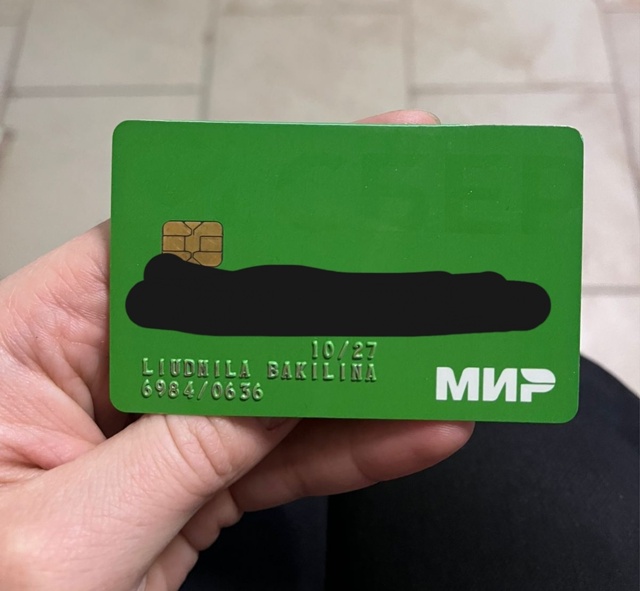 10/27
LIUDMILA BAKILINA
6984/0636
МИР